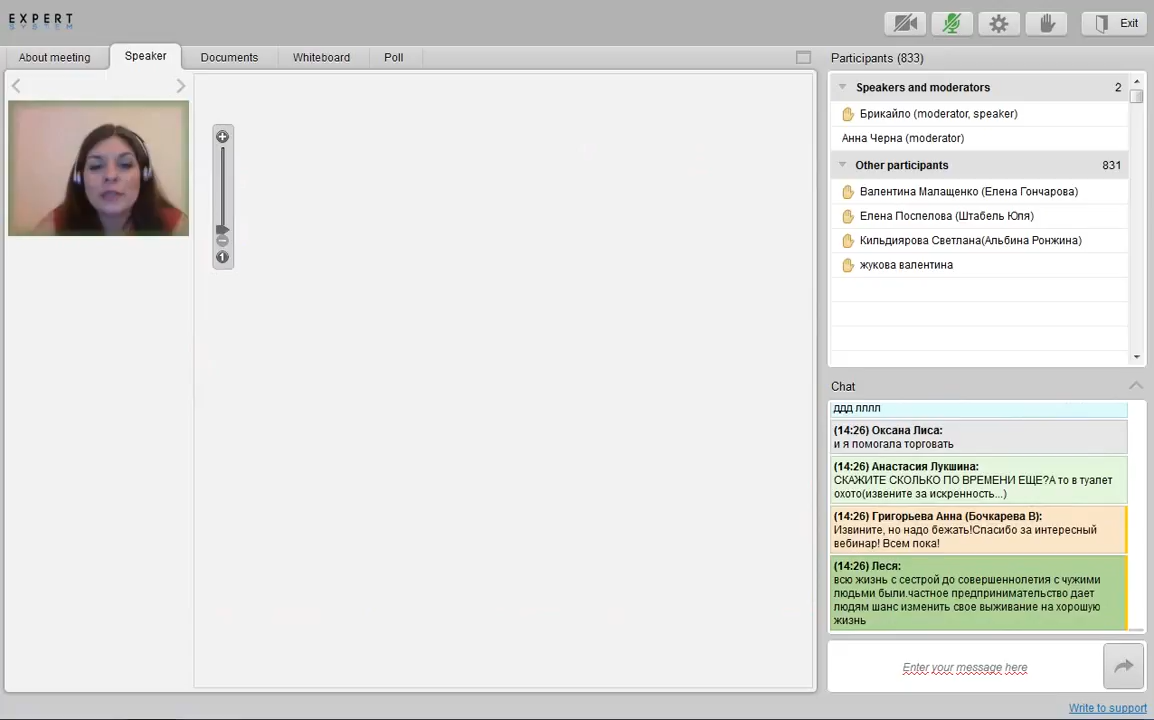 EXPERT
SYSTEM
Exit
About meeting
Speaker
Documents
Whiteboard
Poll
Participants (833)
Speakers and moderators 2
Брикайло (moderator, speaker)
Анна Черна (moderator)
Other participants 831
Валентина Малащенко (Елена Гончарова)
Елена Поспелова (Штабель Юля)
Кильдиярова Светлана(Альбина Ронжина)
жукова валентина
1
Chat
ддд пллл
(14:26) Оксана Лиса:
и я помогала торговать
(14:26) Анастасия Лукшина:
СКАЖИТЕ СКОЛЬКО ПО ВРЕМЕНИ ЕЩЕ?А то в туалет
охото(извените за искренность...)
(14:26) Григорьева Анна (Бочкарева В):
Извините, но надо бежать!Спасибо за интересный
вебинар! Всем пока!
(14:26) Леся:
всю жизнь с сестрой до совершеннолетия с чужими
людьми были.частное предпринимательство дает
людям шанс изменить свое выживание на хорошую
жизнь
Enter your message here
Write to support